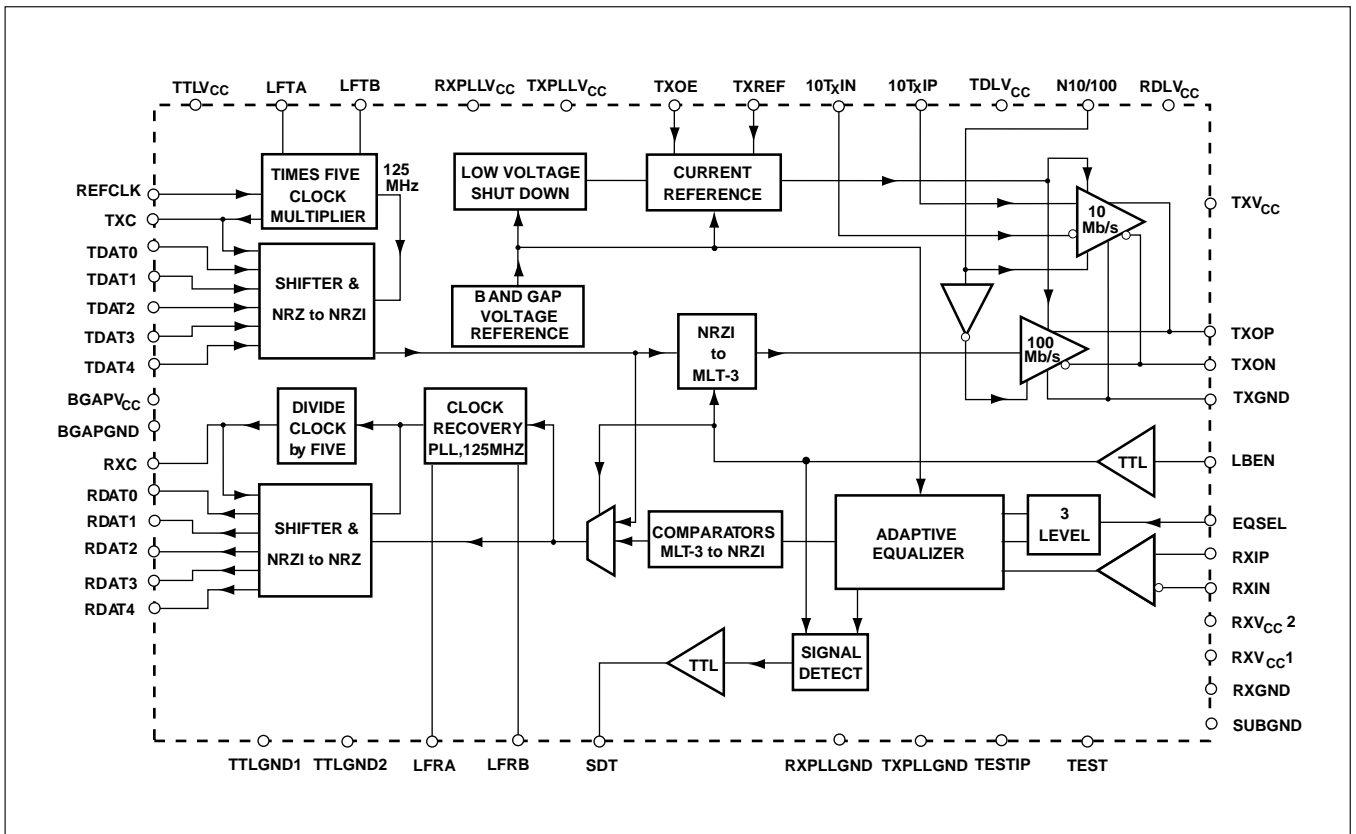 TTLVCC LFTA LFTB RXPLLVCC TXPLLVCC TXOE TXREF 10TXIN 10TXIP TDLVCC N10/100 RDLVCC
REFCLK
TXC
TDAT0
TDAT1
TDAT2
TDAT3
TDAT4
BGAPVCC
BGAPGND
RXC
RDAT0
RDAT1
RDAT2
RDAT3
RDAT4
TIMES FIVE
CLOCK
MULTIPLIER
125
MHz
LOW VOLTAGE
SHUT DOWN
CURRENT
REFERENCE
10
Mb/s
SHIFTER &
NRZ to NRZI
BAND GAP
VOLTAGE
REFERENCE
NRZI
to
MLT-3
100
Mb/s
DIVIDE
CLOCK
by FIVE
CLOCK
RECOVERY
PLL,125MHZ
TTL
SHIFTER &
NRZI to NRZ
COMPARATORS
MLT-3 to NRZI
ADAPTIVE
EQUALIZER
3
LEVEL
TTL
SIGNAL
DETECT
TXVCC
TXOP
TXON
TXGND
LBEN
EQSEL
RXIP
RXIN
RXVCC 2
RXVCC1
RXGND
SUBGND
TTLGND1 TTLGND2 LFRA LFRB SDT RXPLLGND TXPLLGND TESTIP TEST